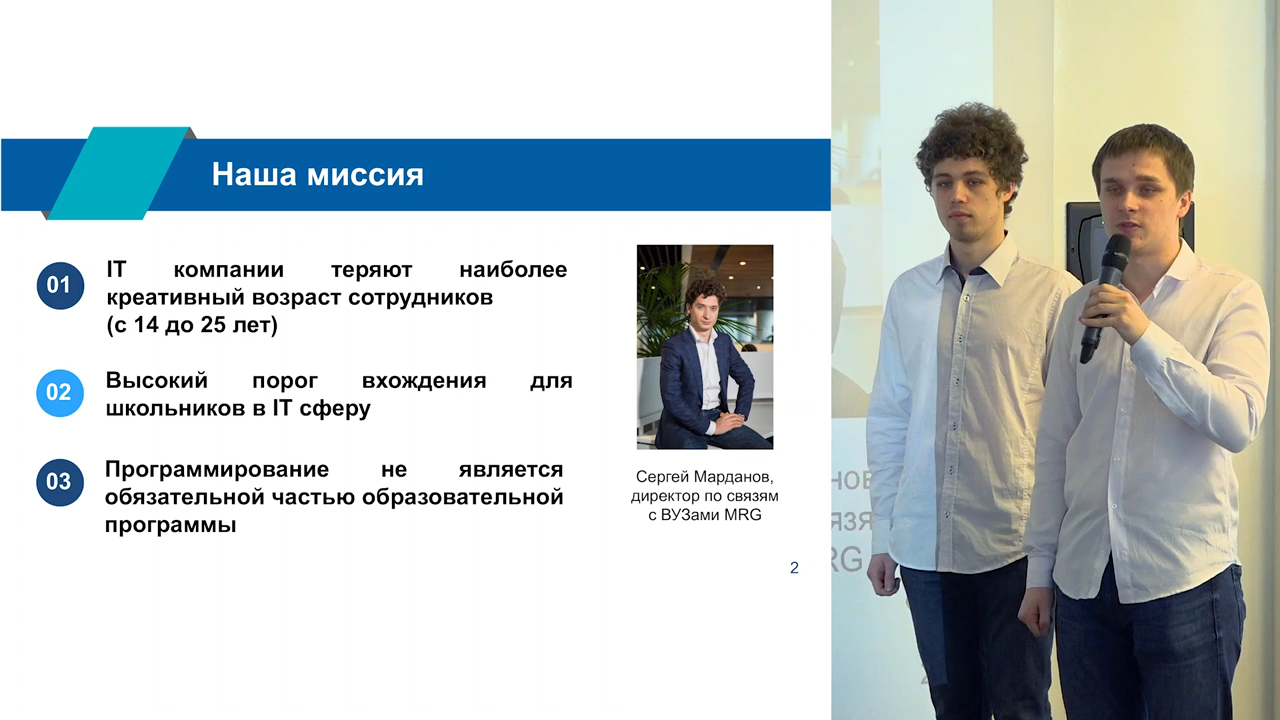 Наша миссия
01
IT компании теряют наиболее
креативный возраст сотрудников
(с 14 до 25 лет)
02
Высокий порог вхождения для
школьников в IT сферу
03
Программирование не является
обязательной частью образовательной
программы
Сергей Марданов,
директор по связям
с ВУЗами MRG
2